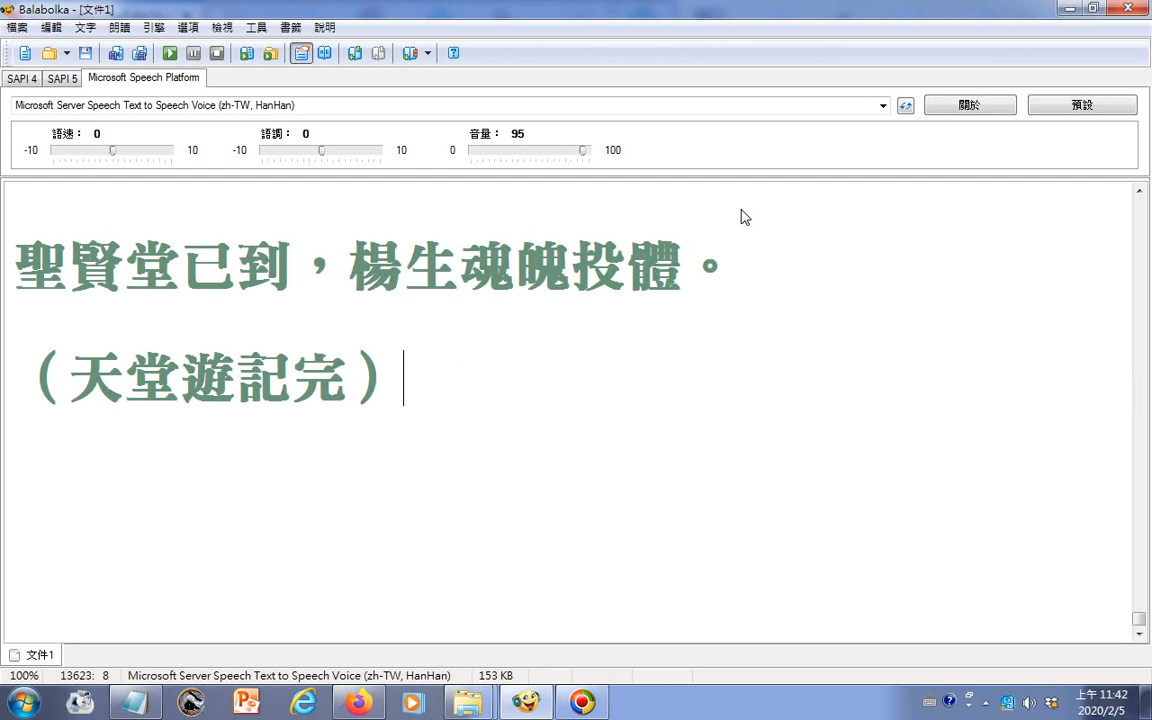 Balabolka - [文件1]
檔案 編輯 文字 朗讀 引擎 選項 檢視 工具 書籤 說明
SAPI 4 SAPI 5 Microsoft Speech Platform
Microsoft Server Speech Text to Speech Voice (zh-TW, HanHan) 關於 預設
語速： 0 語調： 0 音量： 95
-10 10 -10 10 0 100
聖賢堂已到，楊生魂魄投體。
（天堂遊記完）
文件1
100% 13623: 8 Microsoft Server Speech Text to Speech Voice (zh-TW, HanHan) 153 KB
上午 11:42
2020/2/5